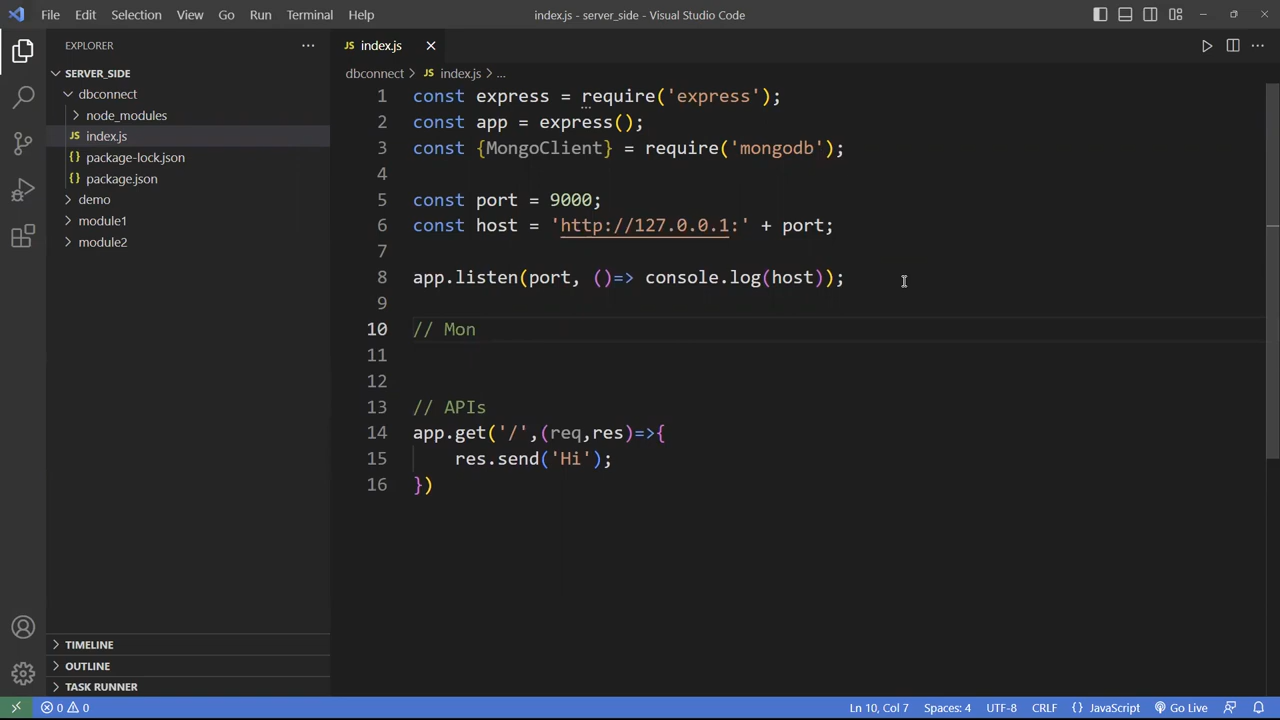 File Edit Selection View Go Run Terminal Help index.js - server_side - Visual Studio Code
EXPLORER
SERVER_SIDE
dbconnect
node_modules
JS index.js
package-lock.json
package.json
demo
module1
module2
TIMELINE
OUTLINE
TASK RUNNER
JS index.js
dbconnect > JS index.js > ...
1 const express = require('express');
2 const app = express();
3 const {MongoClient} = require('mongodb');
4
5 const port = 9000;
6 const host = 'http://127.0.0.1:' + port;
7
8 app.listen(port, ()=> console.log(host));
9
10 // Mon
11
12
13 // APIs
14 app.get('/',(req,res)=>{
15 res.send('Hi');
16 })
0 0 Ln 10, Col 7 Spaces: 4 UTF-8 CRLF {} JavaScript Go Live